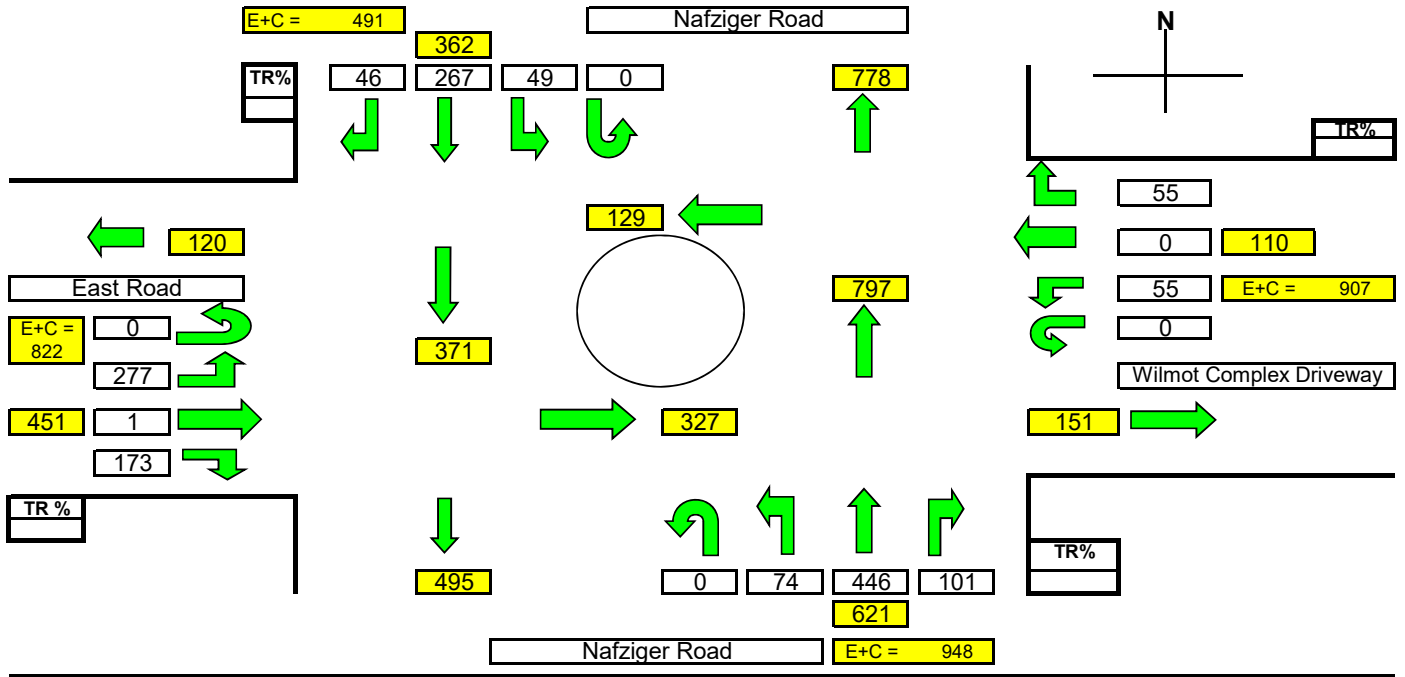 E+C = 491
Nafziger Road
N
362
TR%
46 267 49 0
778
TR%
55
129
120
0 110
East Road
797
55 E+C = 907
E+C =
822
0
0
371
277
Wilmot Complex Driveway
451 1
327
151
173
TR %
TR%
495
0 74 446 101
621
Nafziger Road
E+C = 948